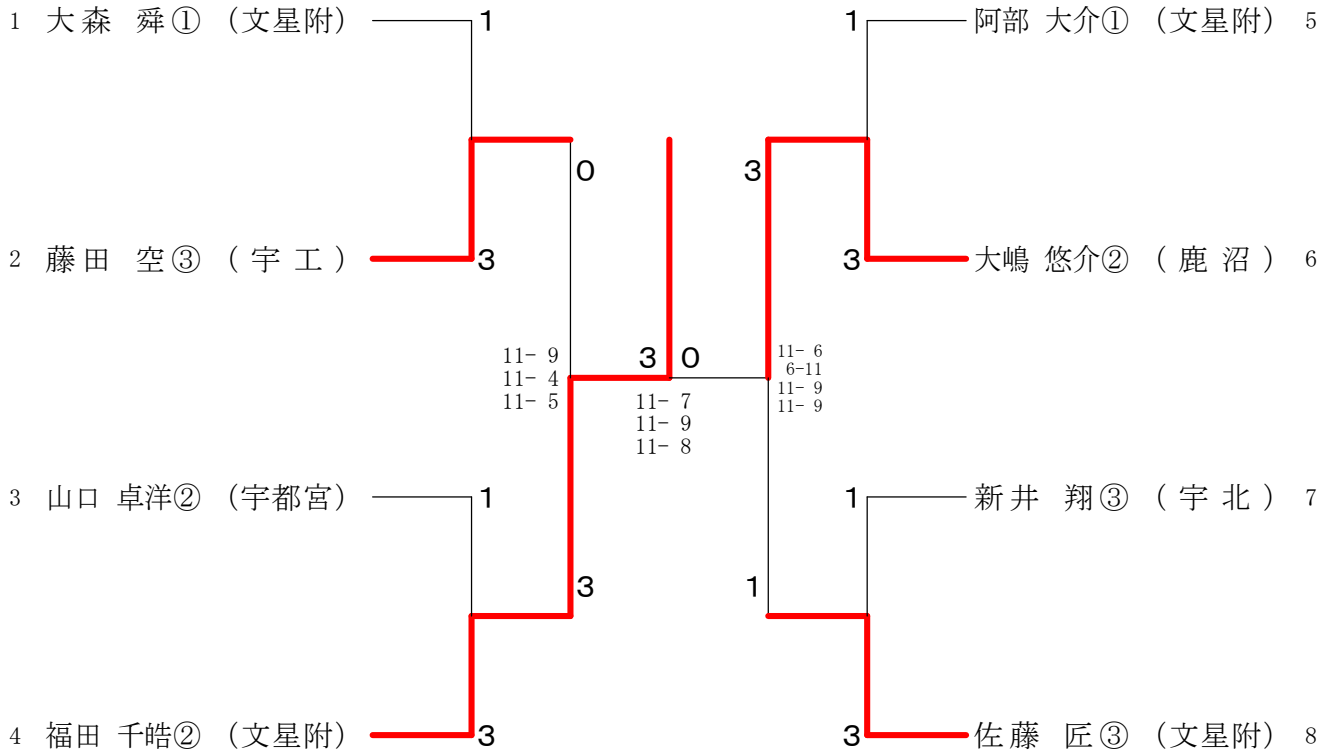 1 大森 舜① (文星附) 1
1 阿部 大介① (文星附) 5
0
3
2 藤田 空③ (宇工) 3
3 大嶋 悠介② (鹿沼) 6
11- 9
11- 4
11- 5
3 0
11- 7
11- 9
11- 8
11- 6
6-11
11- 9
11- 9
3 山口 卓洋② (宇都宮) 1
1 新井 翔③ (宇北) 7
3
1
4 福田 千皓② (文星附) 3
3 佐藤 匠③ (文星附) 8